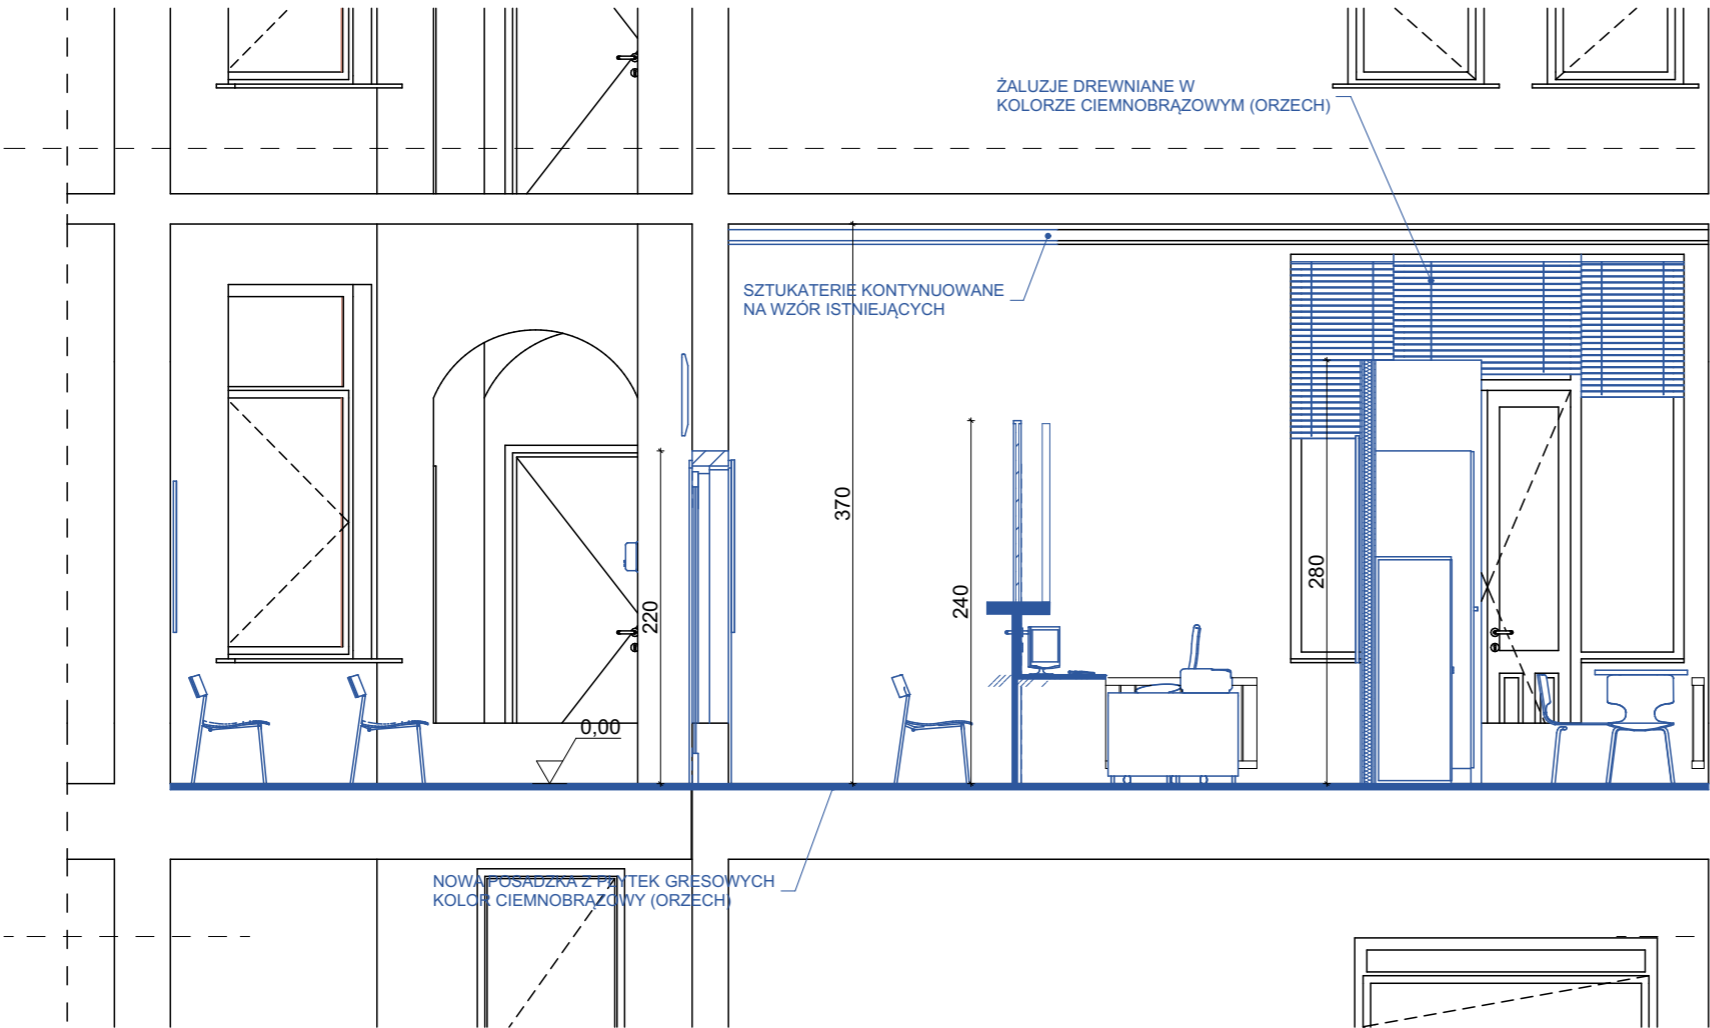 ŻALUZJE DREWNIANE W
KOLORZE CIEMNOBRĄZOWYM (ORZECH)
SZTUKATERIE KONTYNUOWANE
NA WZÓR ISTNIEJĄCYCH
370
240
280
220
0,00
NOWA POSADZKA Z PŁYTEK GRESOWYCH
KOLOR CIEMNOBRĄZOWY (ORZECH)